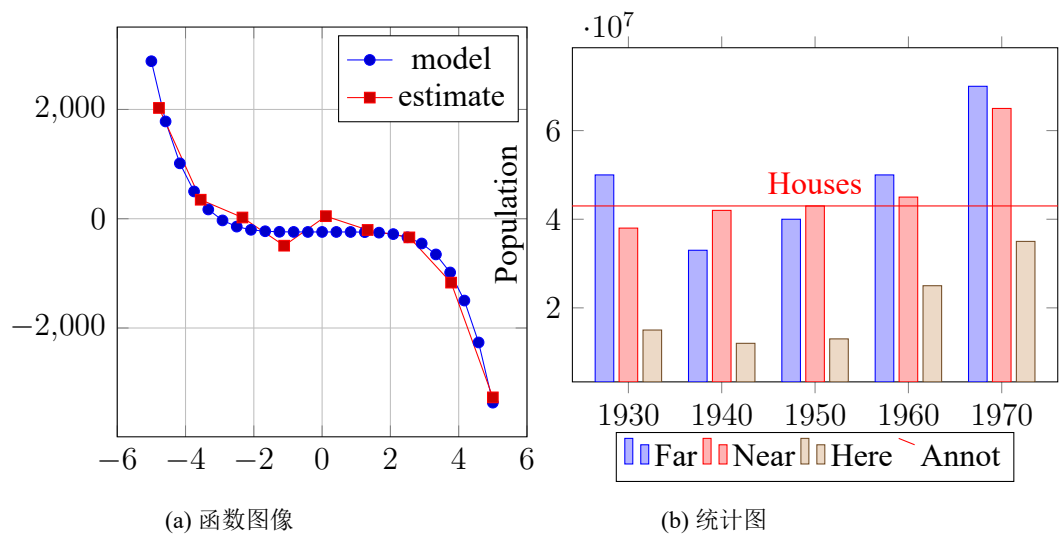 model
estimate
2,000
0
−2,000
−6 −4 −2 0 2 4 6
(a) 函数图像
·10⁷
6
4
2
Population
Houses
1930 1940 1950 1960 1970
Far Near Here Annot
(b) 统计图